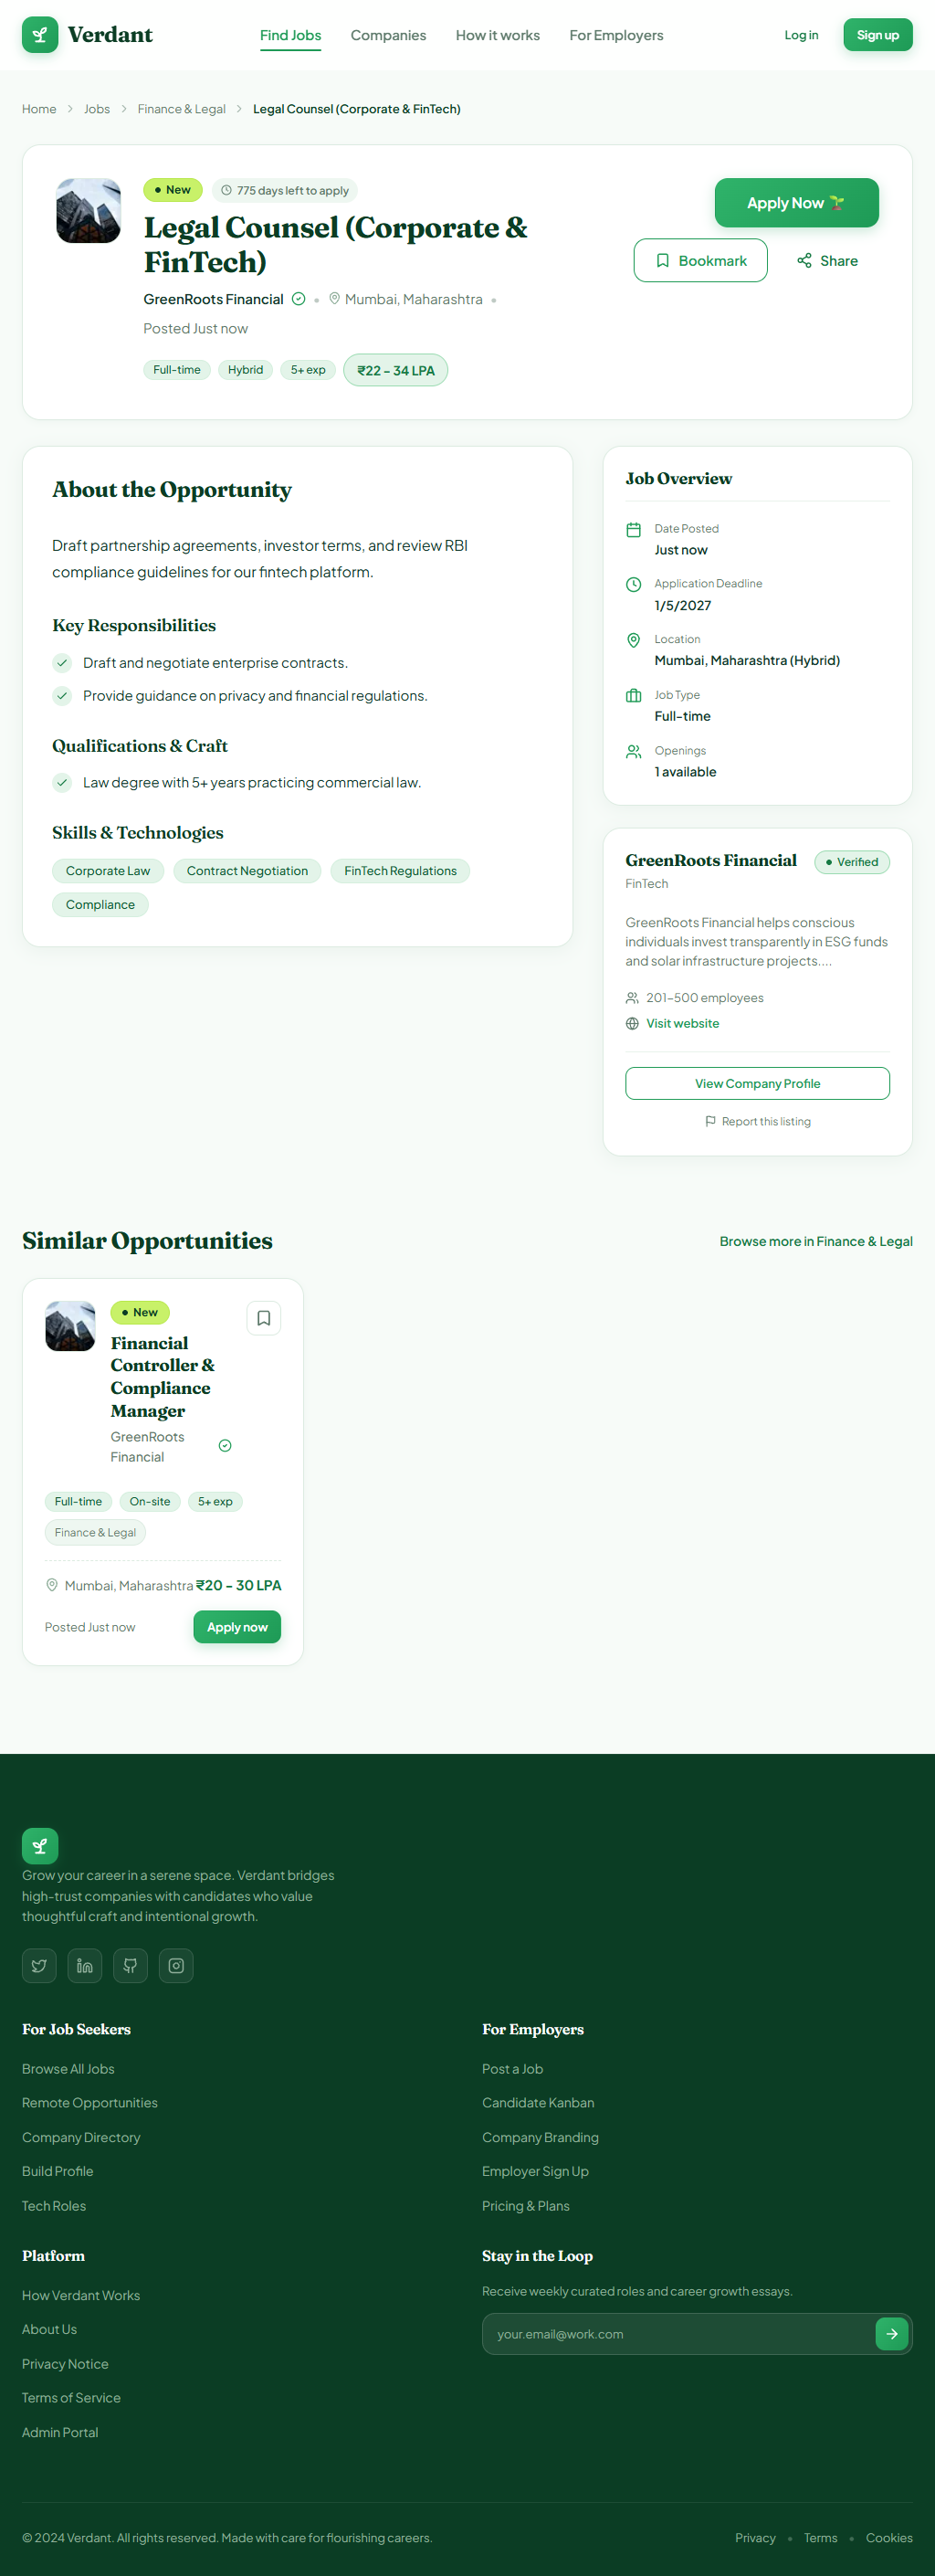 Verdant
Find Jobs
Companies
How it works
For Employers
Log in
Sign up
Home
Jobs
Finance & Legal
Legal Counsel (Corporate & FinTech)
New
775 days left to apply
Legal Counsel (Corporate &
FinTech)
GreenRoots Financial
Mumbai, Maharashtra
Posted Just now
Full-time
Hybrid
5+ exp
₹22 - 34 LPA
Apply Now
Bookmark
Share
About the Opportunity
Draft partnership agreements, investor terms, and review RBI
compliance guidelines for our fintech platform.
Key Responsibilities
Draft and negotiate enterprise contracts.
Provide guidance on privacy and financial regulations.
Qualifications & Craft
Law degree with 5+ years practicing commercial law.
Skills & Technologies
Corporate Law
Contract Negotiation
FinTech Regulations
Compliance
Job Overview
Date Posted
Just now
Application Deadline
1/5/2027
Location
Mumbai, Maharashtra (Hybrid)
Job Type
Full-time
Openings
1 available
GreenRoots Financial
Verified
FinTech
GreenRoots Financial helps conscious
individuals invest transparently in ESG funds
and solar infrastructure projects....
201-500 employees
Visit website
View Company Profile
Report this listing
Similar Opportunities
Browse more in Finance & Legal
New
Financial
Controller &
Compliance
Manager
GreenRoots
Financial
Full-time
On-site
5+ exp
Finance & Legal
Mumbai, Maharashtra
₹20 - 30 LPA
Posted Just now
Apply now
Grow your career in a serene space. Verdant bridges
high-trust companies with candidates who value
thoughtful craft and intentional growth.
For Job Seekers
Browse All Jobs
Remote Opportunities
Company Directory
Build Profile
Tech Roles
For Employers
Post a Job
Candidate Kanban
Company Branding
Employer Sign Up
Pricing & Plans
Platform
How Verdant Works
About Us
Privacy Notice
Terms of Service
Admin Portal
Stay in the Loop
Receive weekly curated roles and career growth essays.
your.email@work.com
© 2024 Verdant. All rights reserved. Made with care for flourishing careers.
Privacy
Terms
Cookies